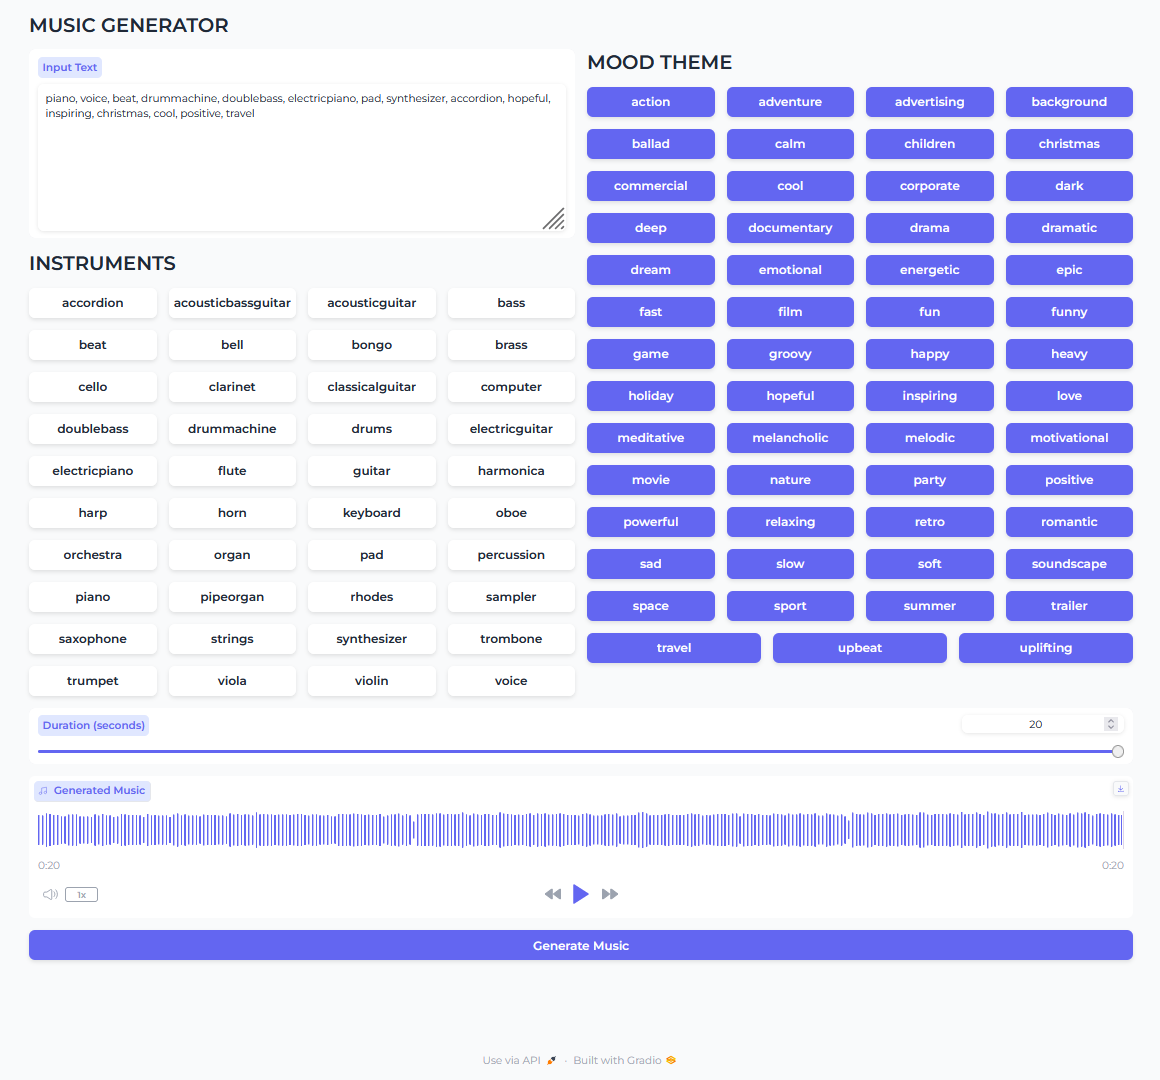 MUSIC GENERATOR
Input Text
piano, voice, beat, drummachine, doublebass, electricpiano, pad, synthesizer, accordion, hopeful,
inspiring, christmas, cool, positive, travel
INSTRUMENTS
accordion acousticbassguitar acousticguitar bass
beat bell bongo brass
cello clarinet classicalguitar computer
doublebass drummachine drums electricguitar
electricpiano flute guitar harmonica
harp horn keyboard oboe
orchestra organ pad percussion
piano pipeorgan rhodes sampler
saxophone strings synthesizer trombone
trumpet viola violin voice
MOOD THEME
action adventure advertising background
ballad calm children christmas
commercial cool corporate dark
deep documentary drama dramatic
dream emotional energetic epic
fast film fun funny
game groovy happy heavy
holiday hopeful inspiring love
meditative melancholic melodic motivational
movie nature party positive
powerful relaxing retro romantic
sad slow soft soundscape
space sport summer trailer
travel upbeat uplifting
Duration (seconds) 20
Generated Music
0:20 0:20
1x
Generate Music
Use via API · Built with Gradio